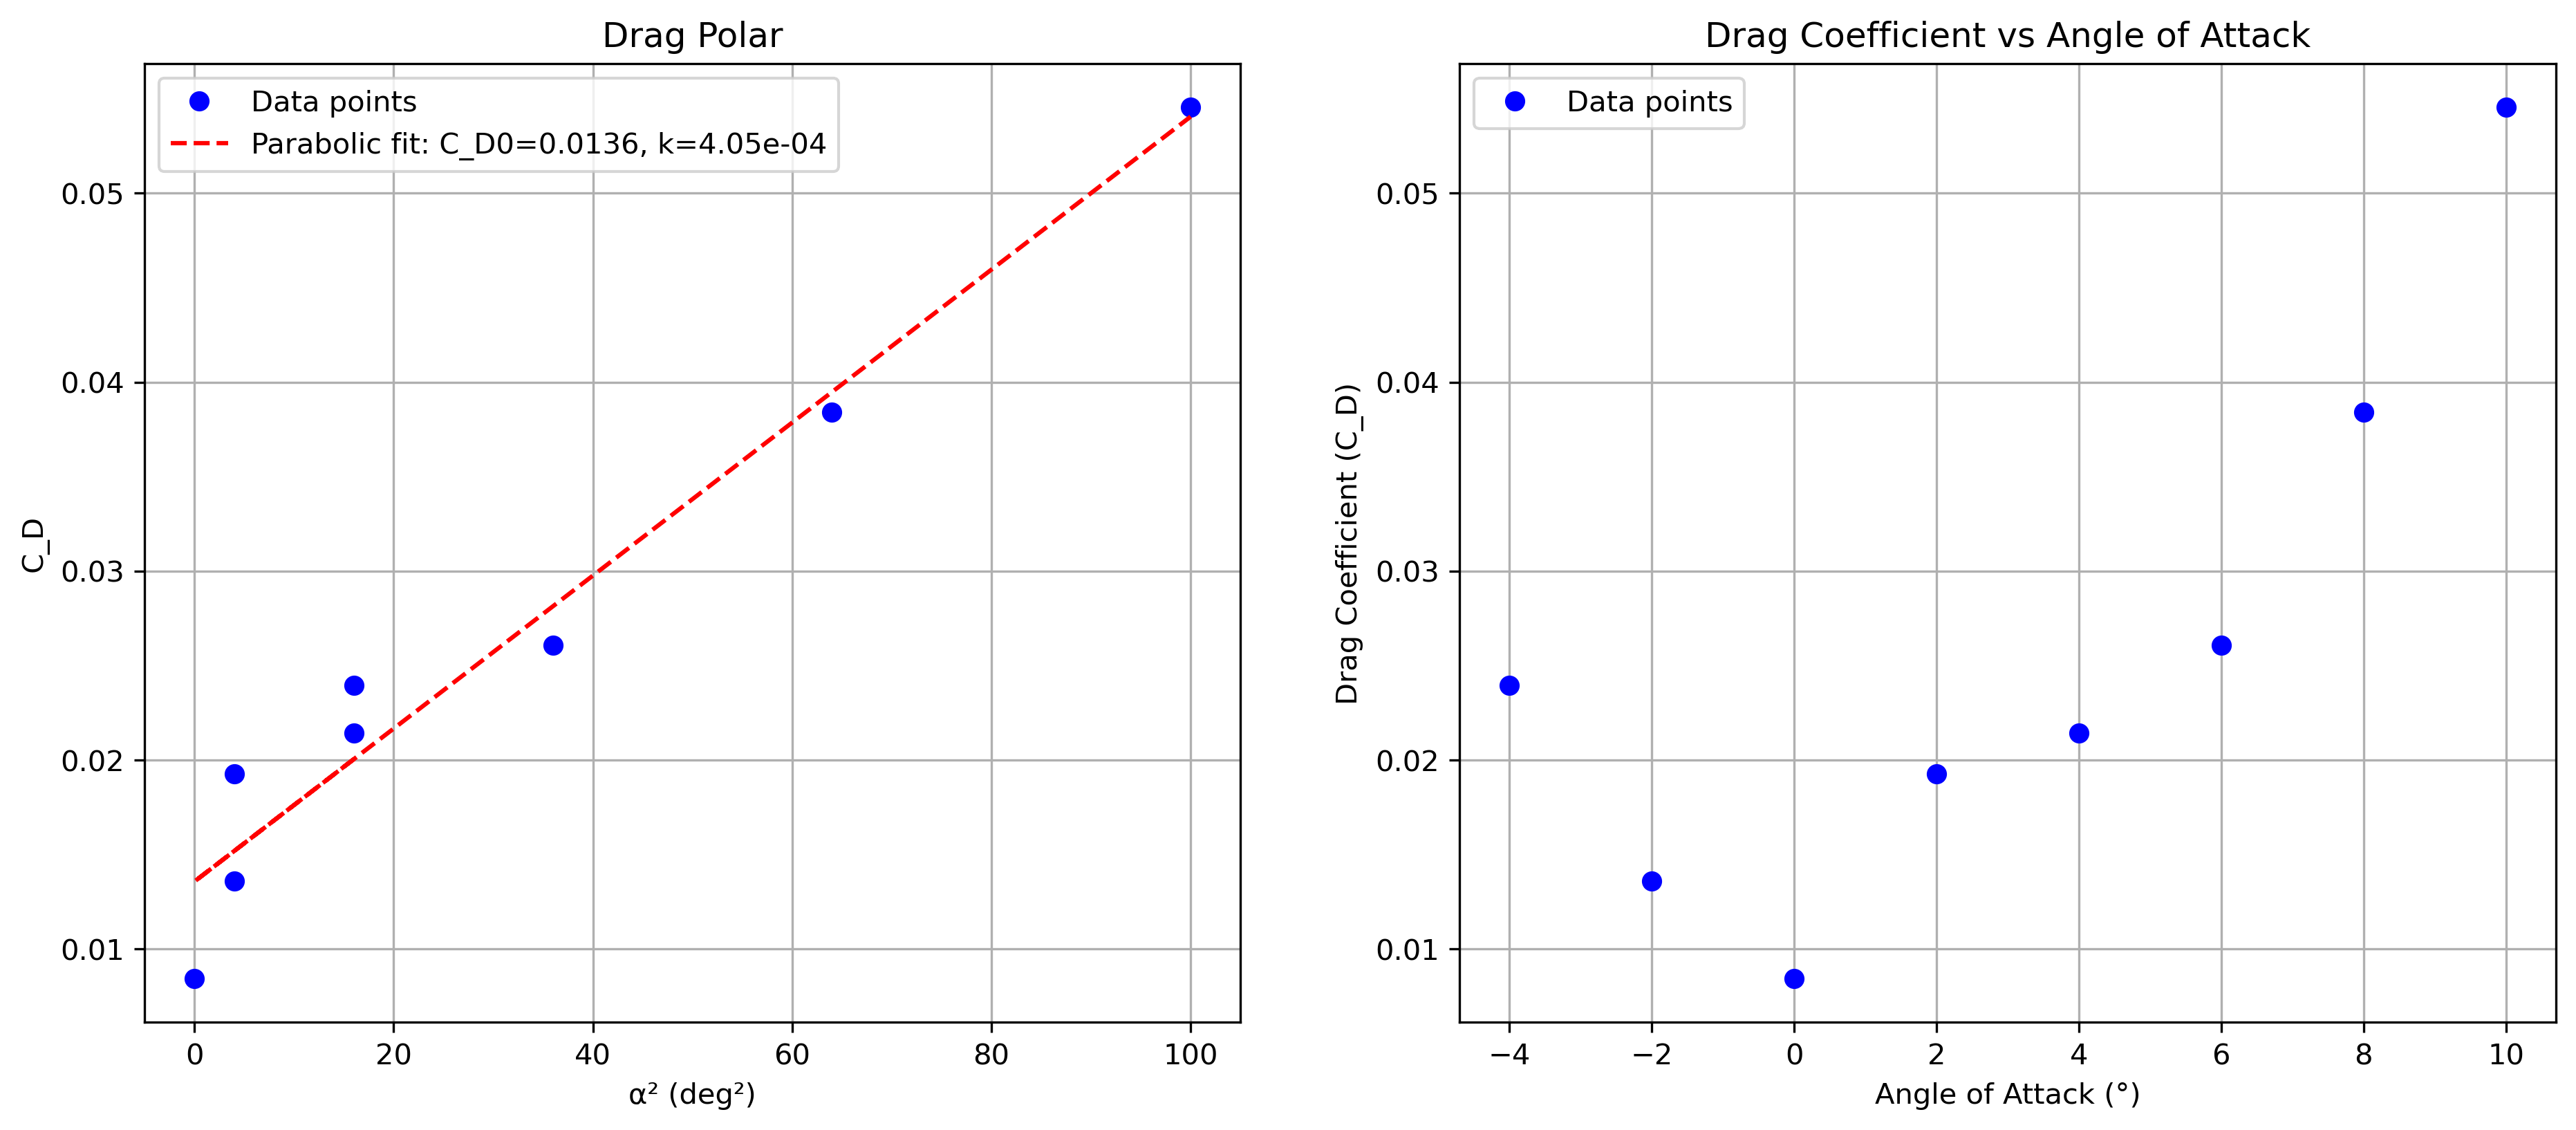 Drag Polar
Data points
Parabolic fit: C_D0=0.0136, k=4.05e-04
0.05
0.04
0.03
0.02
0.01
C_D
0 20 40 60 80 100
α² (deg²)
Drag Coefficient vs Angle of Attack
Data points
0.05
0.04
0.03
0.02
0.01
Drag Coefficient (C_D)
−4 −2 0 2 4 6 8 10
Angle of Attack (°)